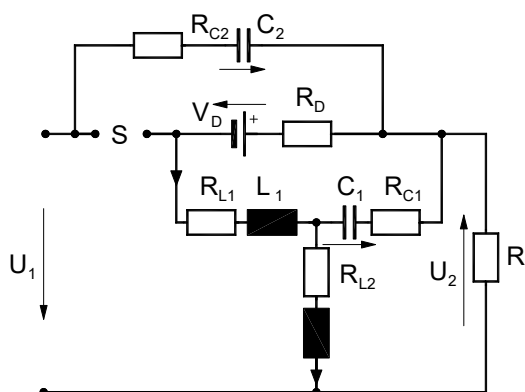 R_C2 C_2
V_D + R_D
S
R_L1 L_1 C_1 R_C1
U_1 R_L2 U_2 R